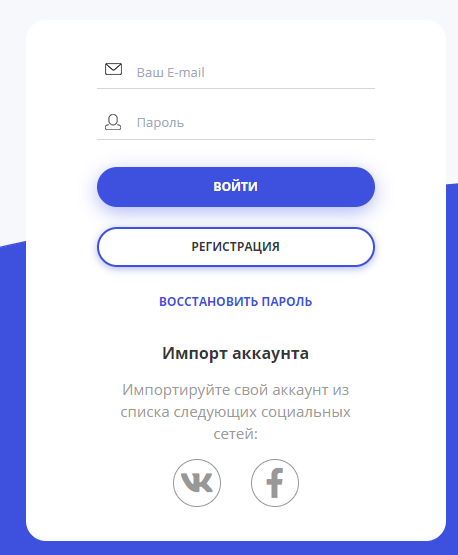 Ваш E-mail
Пароль
ВОЙТИ
РЕГИСТРАЦИЯ
ВОССТАНОВИТЬ ПАРОЛЬ
Импорт аккаунта
Импортируйте свой аккаунт из
списка следующих социальных
сетей: